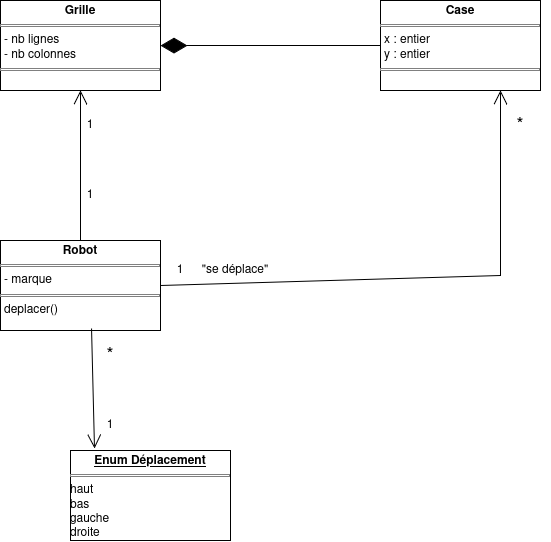 Grille
- nb lignes
- nb colonnes
Case
x : entier
y : entier
1
*
1
Robot
- marque
deplacer()
1 "se déplace"
*
1
Enum Déplacement
haut
bas
gauche
droite